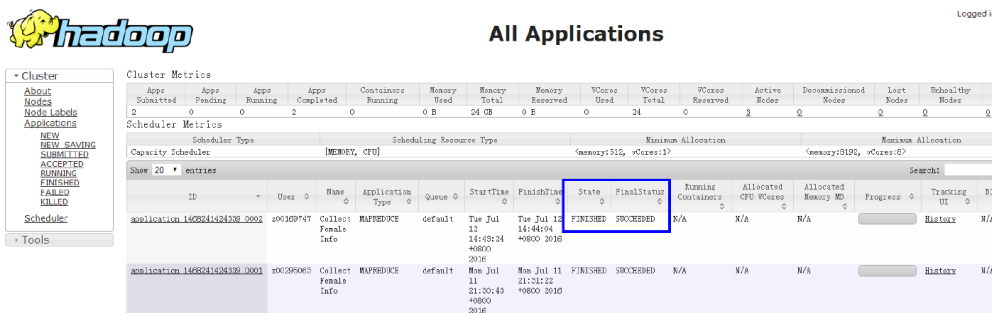 Logged i
hadoop
All Applications
Cluster
About
Nodes
Node Labels
Applications
NEW
NEW_SAVING
SUBMITTED
ACCEPTED
RUNNING
FINISHED
FAILED
KILLED
Scheduler
Tools
Cluster Metrics
Apps Submitted Apps Pending Apps Running Apps Completed Containers Running Memory Used Memory Total Memory Reserved VCores Used VCores Total VCores Reserved Active Nodes Decommissioned Nodes Lost Nodes Unhealthy Nodes
2 0 0 2 0 0 B 24 GB 0 B 0 24 0 3 0 0 0 0
Scheduler Metrics
Scheduler Type Scheduling Resource Type Minimum Allocation Maximum Allocation
Capacity Scheduler [MEMORY, CPU] <memory:512, vCores:1> <memory:8192, vCores:8>
Show 20 entries Search:
ID User Name Application Type Queue StartTime FinishTime State FinalStatus Running Containers Allocated CPU VCores Allocated Memory MB Progress Tracking UI Bl
application_1468241424339_0002 z00169747 Collect MAPREDUCE default Tue Jul Tue Jul 12 FINISHED SUCCEEDED N/A N/A N/A History N/
Female 12 14:44:04
Info 14:43:24 +0800 2016
+0800
2016
application_1468241424339_0001 z00295063 Collect MAPREDUCE default Mon Jul Mon Jul 11 FINISHED SUCCEEDED N/A N/A N/A History N/
Female 11 21:31:22
Info 21:30:43 +0800 2016
+0800
2016